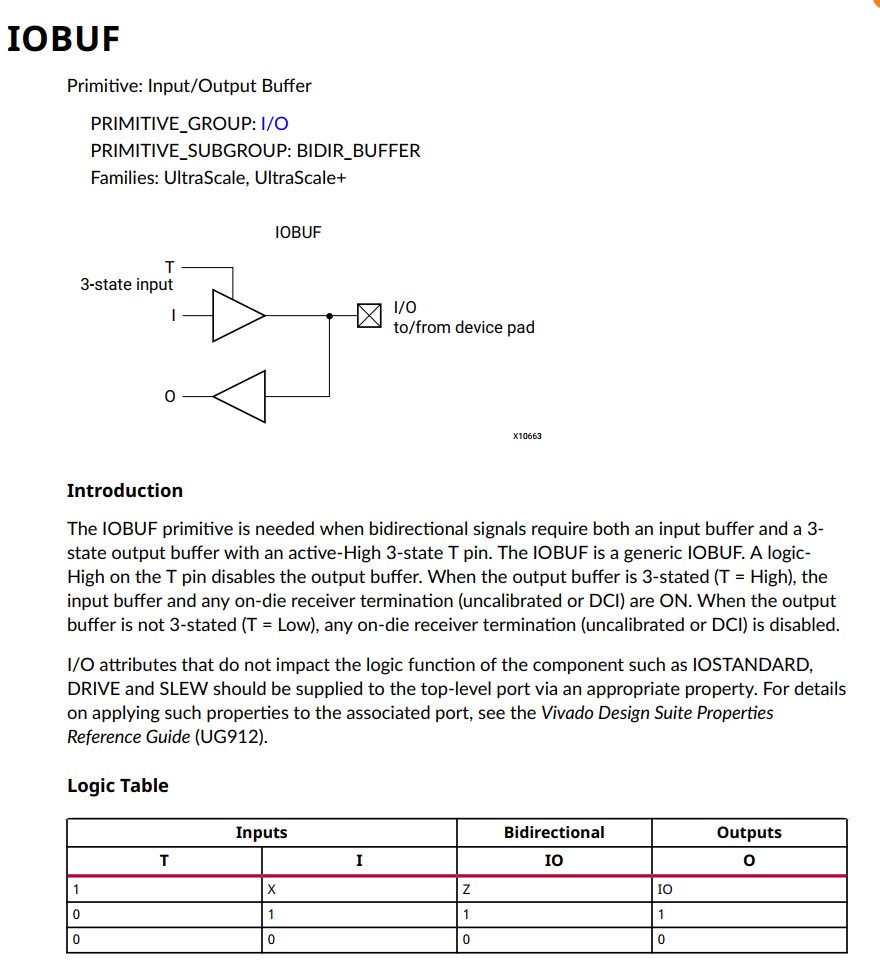 IOBUF
Primitive: Input/Output Buffer
PRIMITIVE_GROUP: I/O
PRIMITIVE_SUBGROUP: BIDIR_BUFFER
Families: UltraScale, UltraScale+
IOBUF
T
3-state input
I
I/O
to/from device pad
O
X10663
Introduction
The IOBUF primitive is needed when bidirectional signals require both an input buffer and a 3-
state output buffer with an active-High 3-state T pin. The IOBUF is a generic IOBUF. A logic-
High on the T pin disables the output buffer. When the output buffer is 3-stated (T = High), the
input buffer and any on-die receiver termination (uncalibrated or DCI) are ON. When the output
buffer is not 3-stated (T = Low), any on-die receiver termination (uncalibrated or DCI) is disabled.
I/O attributes that do not impact the logic function of the component such as IOSTANDARD,
DRIVE and SLEW should be supplied to the top-level port via an appropriate property. For details
on applying such properties to the associated port, see the Vivado Design Suite Properties
Reference Guide (UG912).
Logic Table
Inputs Bidirectional Outputs
T I IO O
1 X Z IO
0 1 1 1
0 0 0 0